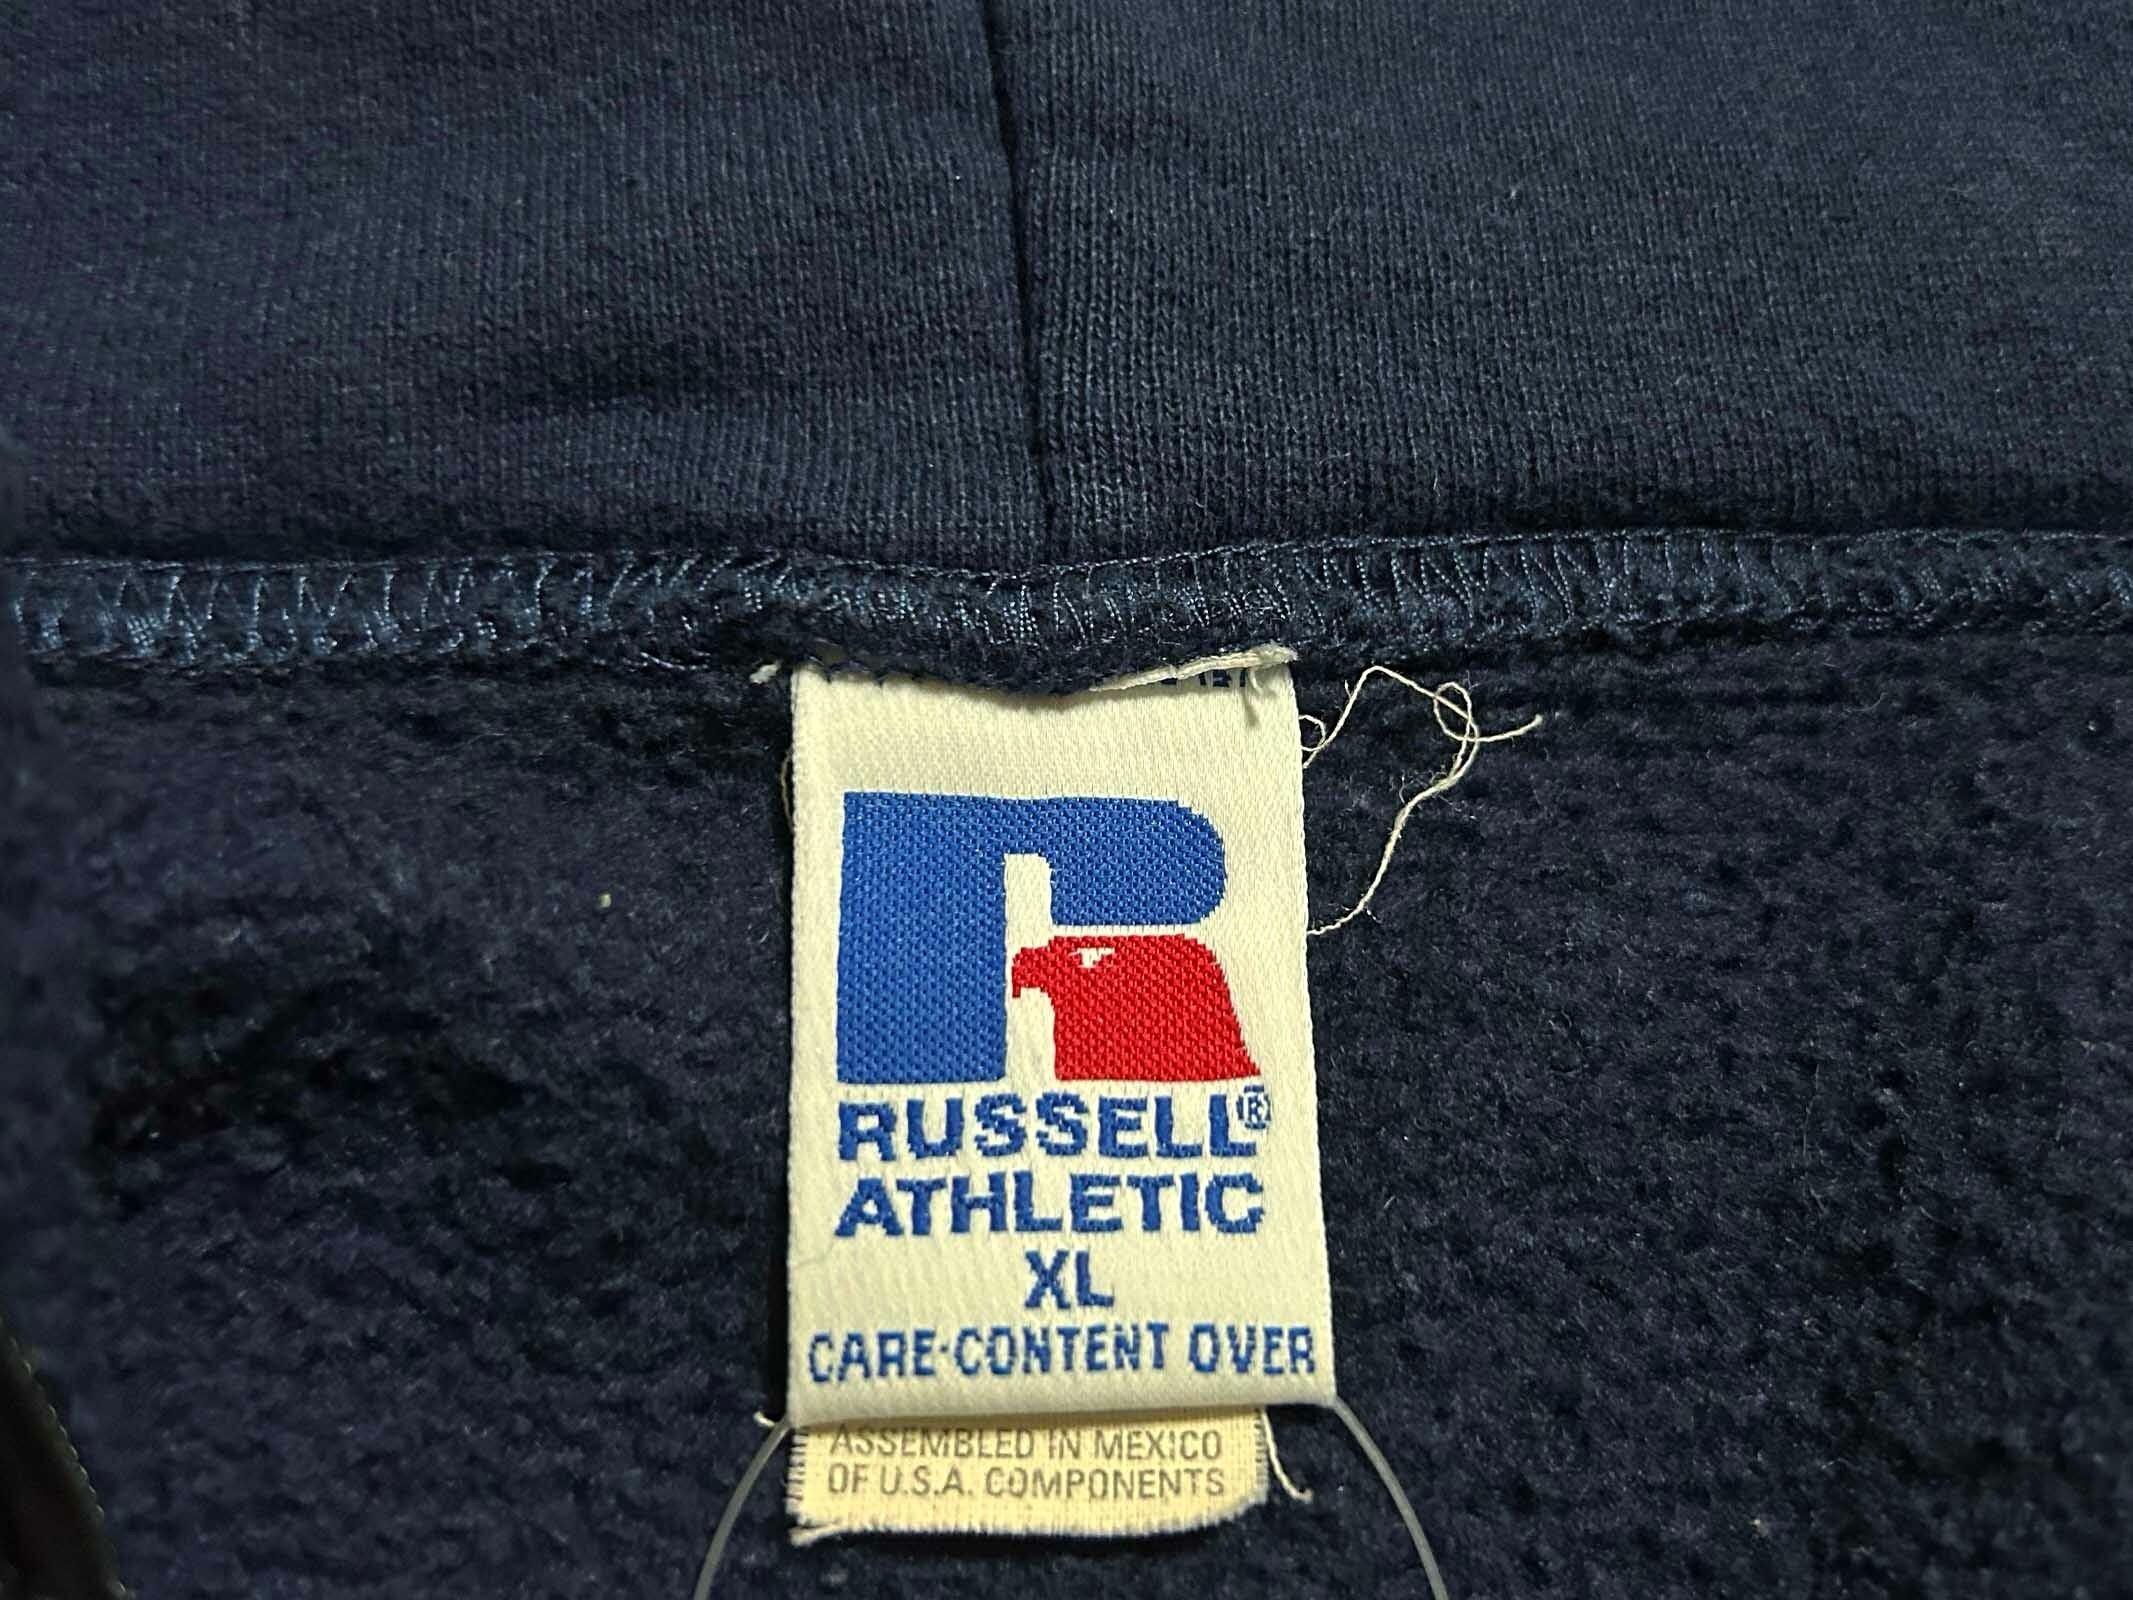 RUSSELL®
ATHLETIC
XL
CARE-CONTENT OVER
ASSEMBLED IN MEXICO
OF U.S.A. COMPONENTS